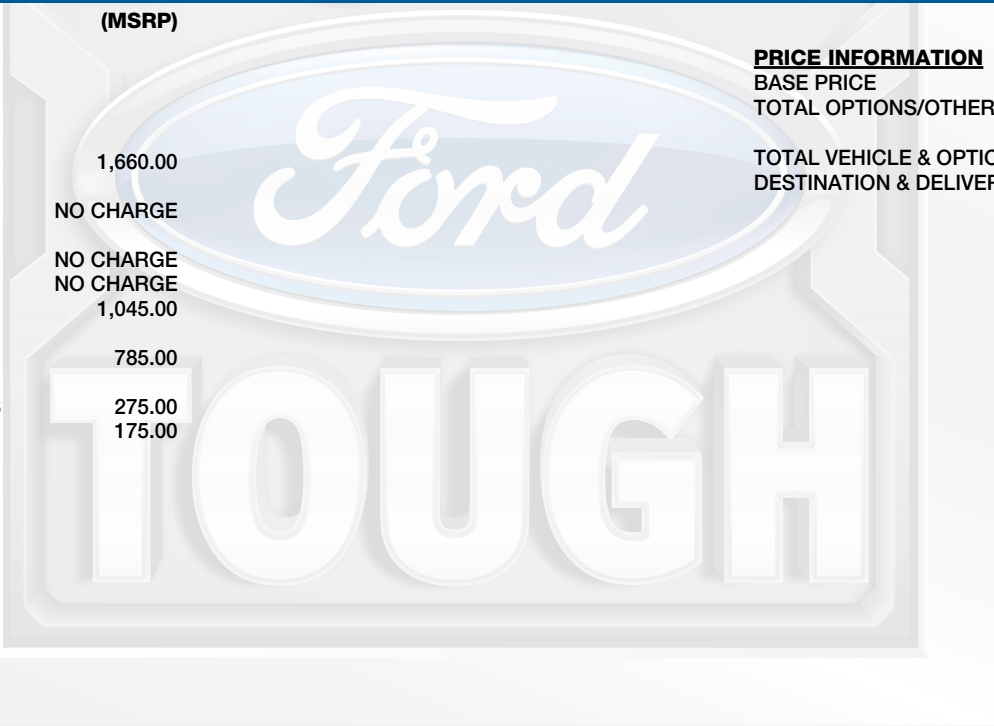 (MSRP)
1,660.00
NO CHARGE
NO CHARGE
NO CHARGE
1,045.00
785.00
275.00
175.00
PRICE INFORMATION
BASE PRICE
TOTAL OPTIONS/OTHER
TOTAL VEHICLE & OPTIO
DESTINATION & DELIVER
Ford
TOUGH